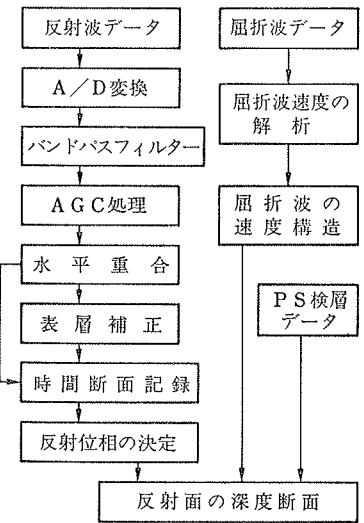 反射波データ
A／D変換
バンドパスフィルター
AGC処理
水平重合
表層補正
時間断面記録
反射位相の決定
屈折波データ
屈折波速度の
解析
屈折波の
速度構造
PS検層
データ
反射面の深度断面